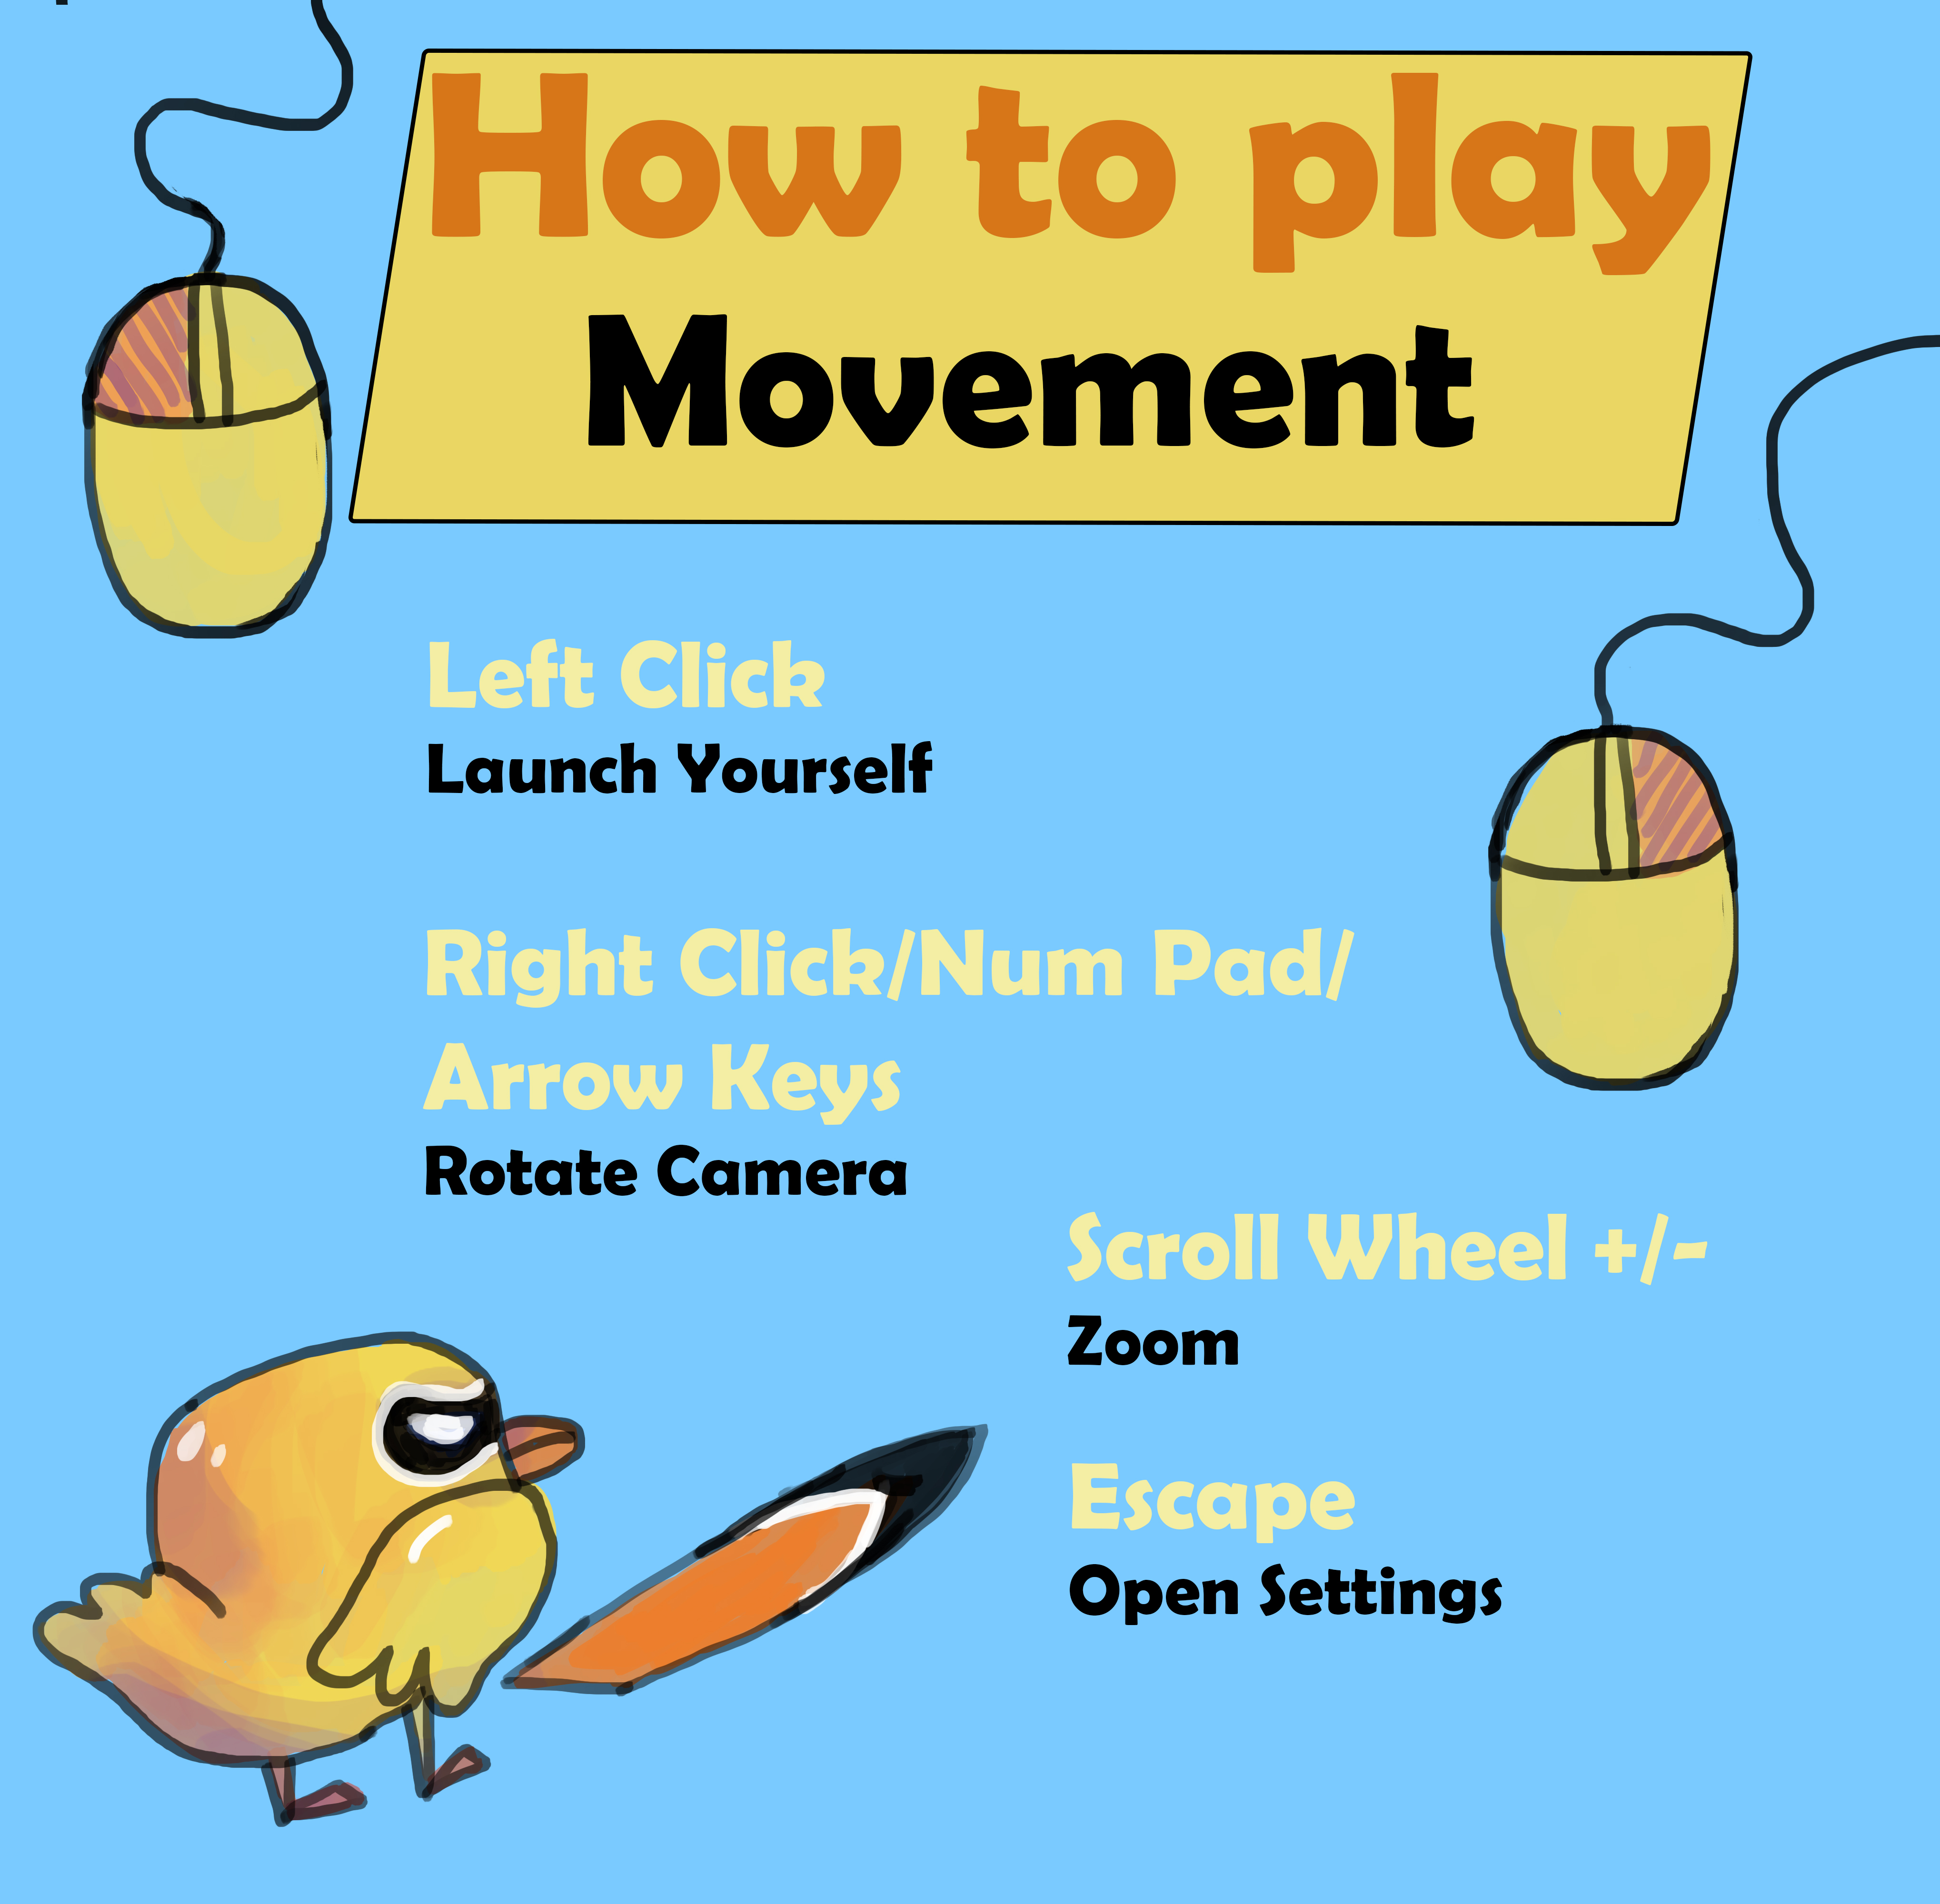 How to play
Movement
Left Click
Launch Yourself
Right Click/Num Pad/
Arrow Keys
Rotate Camera
Scroll Wheel +/-
Zoom
Escape
Open Settings